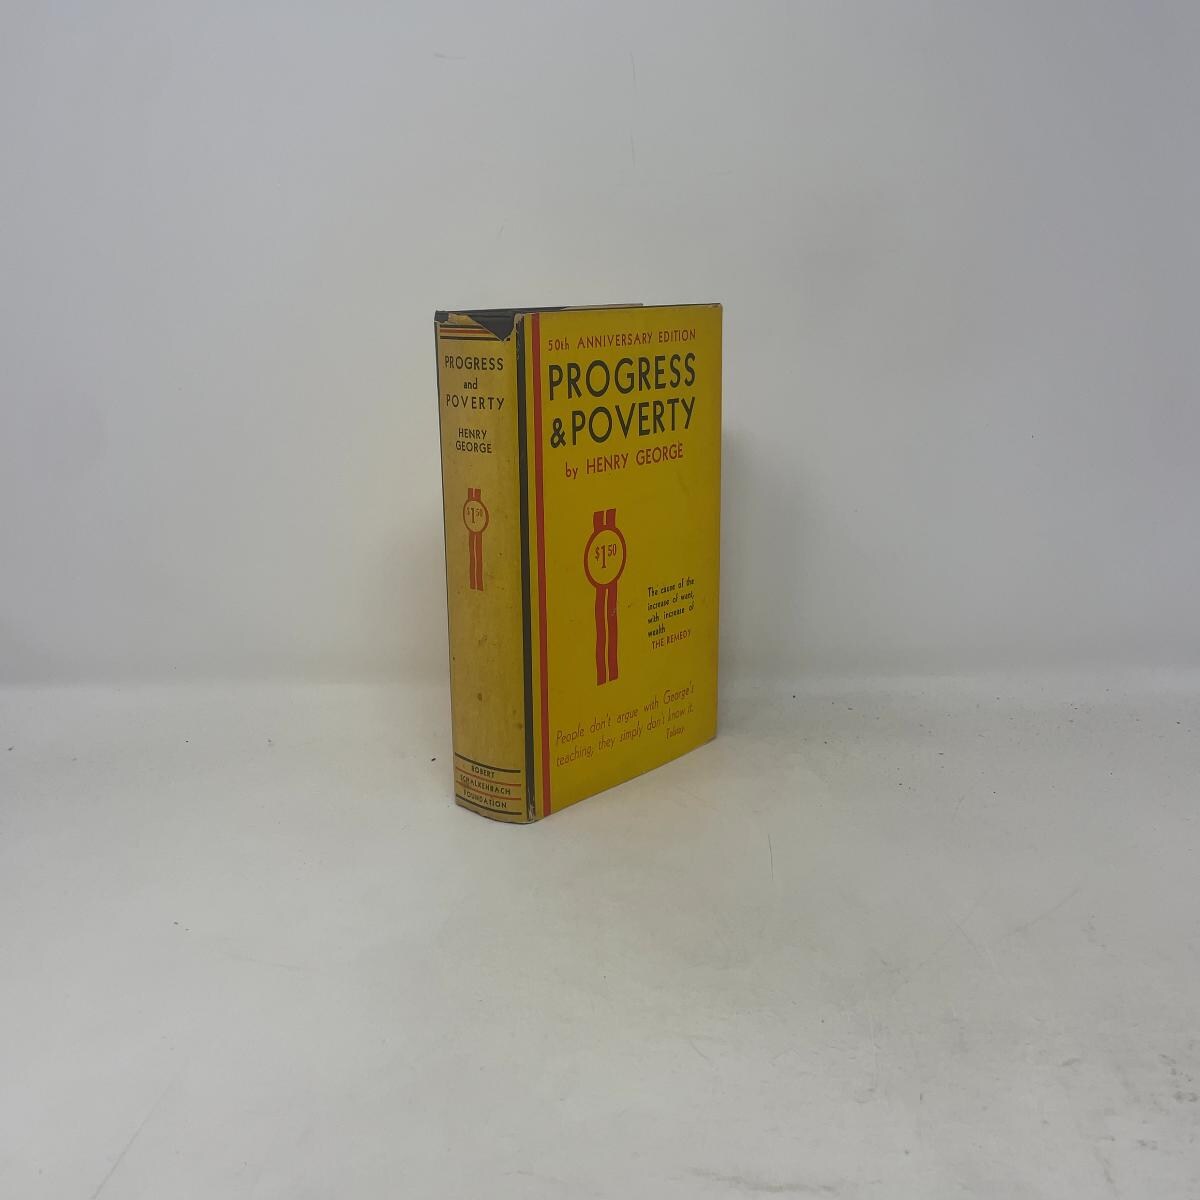 PROGRESS
and
POVERTY
HENRY
GEORGE
$1.50
ROBERT
SCHALKENBACH
FOUNDATION
50th ANNIVERSARY EDITION
PROGRESS
& POVERTY
by HENRY GEORGE
$1 50
The cause of the
increase of want,
with increase of
wealth
THE REMEDY
People don't argue with George's
teaching, they simply don't know it.
Tolstoy.